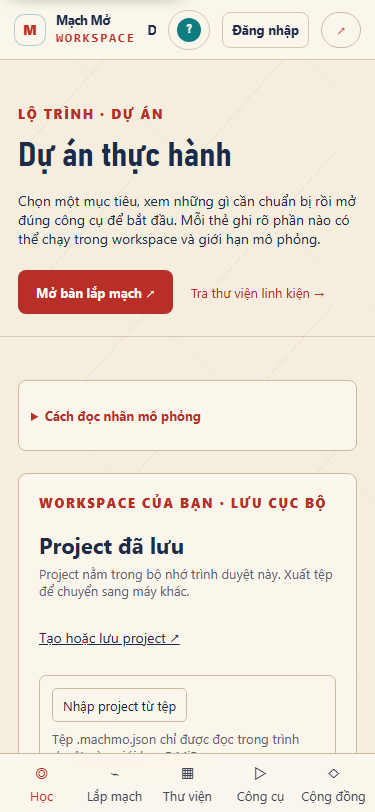 M
Mạch Mở
WORKSPACE
D
?
Đăng nhập
↗
LỘ TRÌNH · DỰ ÁN
Dự án thực hành
Chọn một mục tiêu, xem những gì cần chuẩn bị rồi mở
đúng công cụ để bắt đầu. Mỗi thẻ ghi rõ phần nào có
thể chạy trong workspace và giới hạn mô phỏng.
Mở bàn lắp mạch ↗
Tra thư viện linh kiện →
▶ Cách đọc nhãn mô phỏng
WORKSPACE CỦA BẠN · LƯU CỤC BỘ
Project đã lưu
Project nằm trong bộ nhớ trình duyệt này. Xuất tệp
để chuyển sang máy khác.
Tạo hoặc lưu project ↗
Nhập project từ tệp
Tệp .machmo.json chỉ được đọc trong trình
Học
Lắp mạch
Thư viện
Công cụ
Cộng đồng